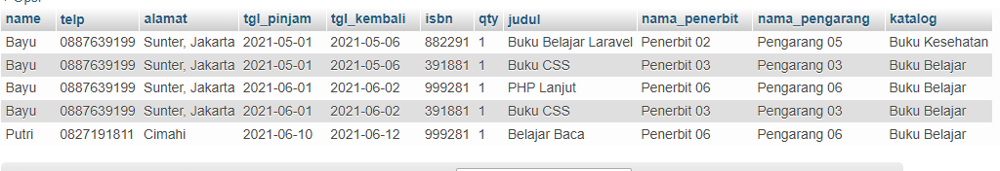 name telp alamat tgl_pinjam tgl_kembali isbn qty judul nama_penerbit nama_pengarang katalog
Bayu 0887639199 Sunter, Jakarta 2021-05-01 2021-05-06 882291 1 Buku Belajar Laravel Penerbit 02 Pengarang 05 Buku Kesehatan
Bayu 0887639199 Sunter, Jakarta 2021-05-01 2021-05-06 391881 1 Buku CSS Penerbit 03 Pengarang 03 Buku Belajar
Bayu 0887639199 Sunter, Jakarta 2021-06-01 2021-06-02 999281 1 PHP Lanjut Penerbit 06 Pengarang 06 Buku Belajar
Bayu 0887639199 Sunter, Jakarta 2021-06-01 2021-06-02 391881 1 Buku CSS Penerbit 03 Pengarang 03 Buku Belajar
Putri 0827191811 Cimahi 2021-06-10 2021-06-12 999281 1 Belajar Baca Penerbit 06 Pengarang 06 Buku Belajar